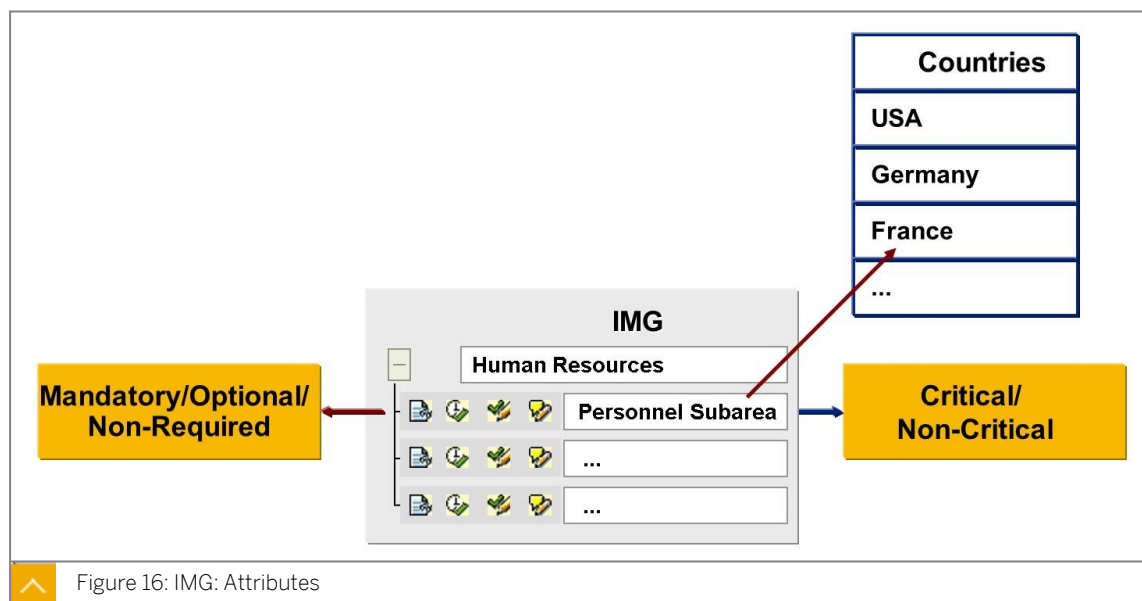 Countries
USA
Germany
France
...
IMG
Human Resources
Mandatory/Optional/
Non-Required
Personnel Subarea
...
...
Critical/
Non-Critical
Figure 16: IMG: Attributes